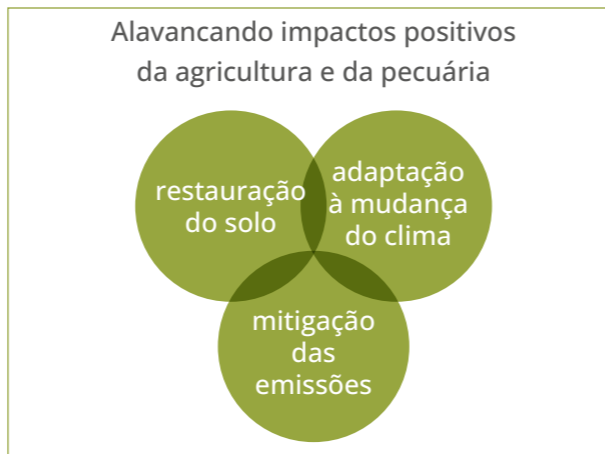 Alavancando impactos positivos
da agricultura e da pecuária
restauração
do solo
adaptação
à mudança
do clima
mitigação
das
emissões